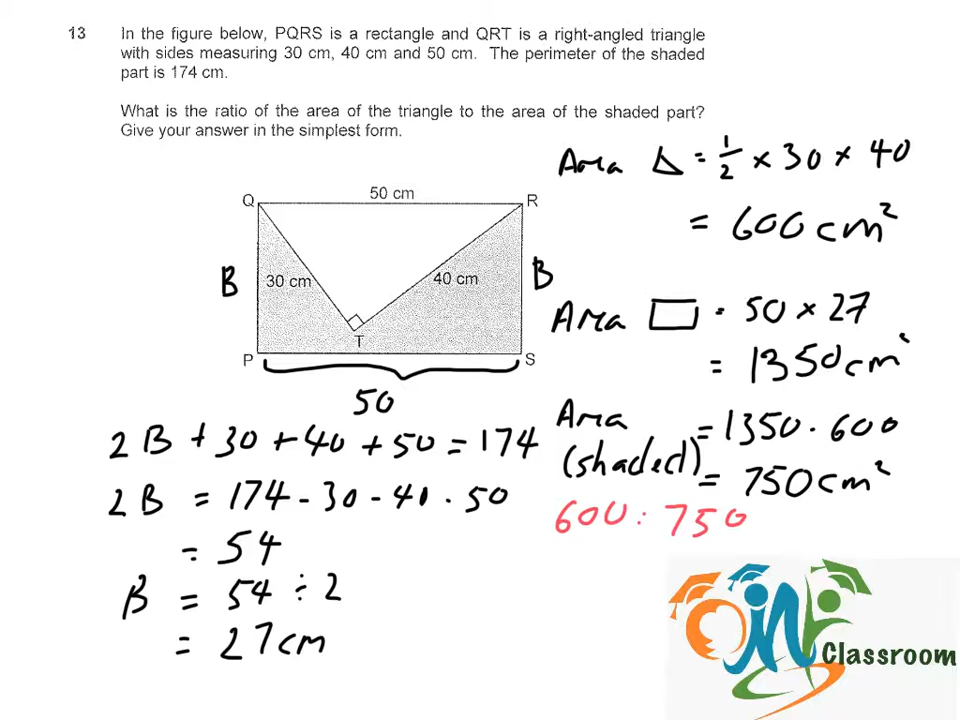 13 In the figure below, PQRS is a rectangle and QRT is a right-angled triangle
with sides measuring 30 cm, 40 cm and 50 cm. The perimeter of the shaded
part is 174 cm.
What is the ratio of the area of the triangle to the area of the shaded part?
Give your answer in the simplest form.
Area △ = 1/2 × 30 × 40
= 600 cm²
Q 50 cm R
B 30 cm 40 cm B
T
P S
50
Area ▭ = 50 × 27
= 1350 cm²
Area (shaded) = 1350 - 600
= 750 cm²
600 : 750
2B + 30 + 40 + 50 = 174
2B = 174 - 30 - 40 - 50
= 54
B = 54 ÷ 2
= 27 cm
Classroom